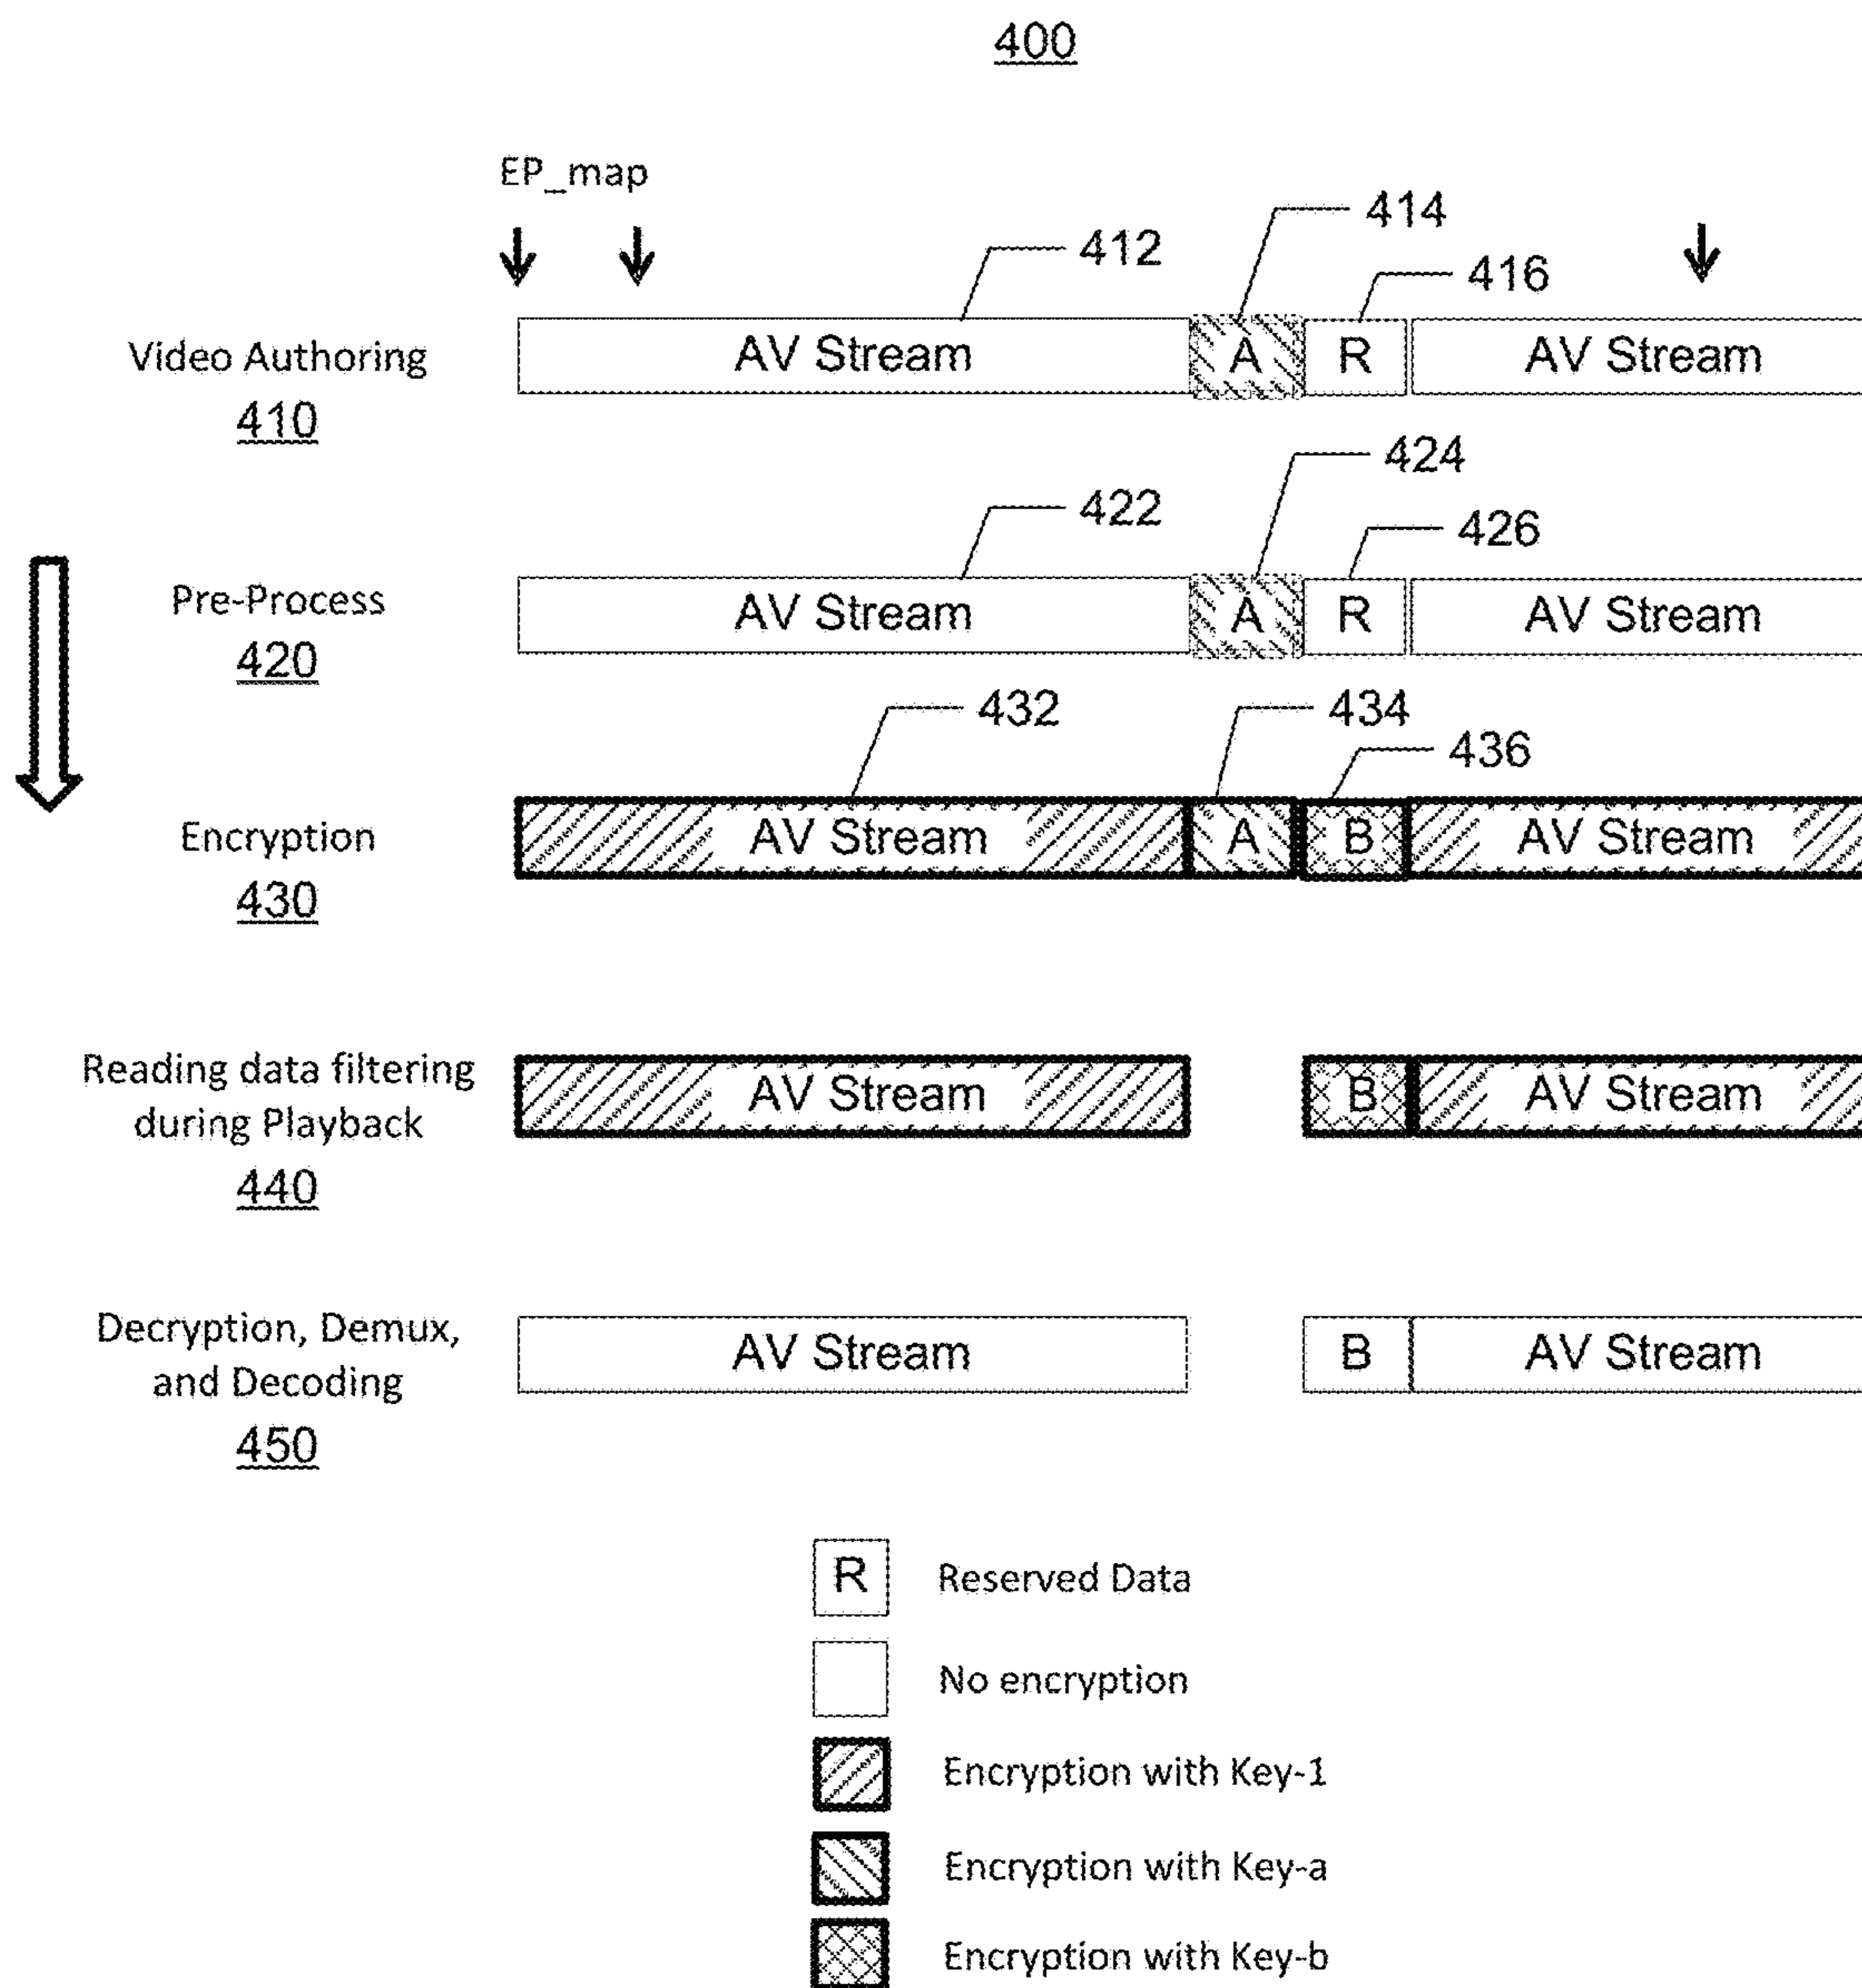 400
EP_map
414
412
416
Video Authoring
AV Stream
A
R
AV Stream
410
424
422
426
Pre-Process
AV Stream
A
R
AV Stream
420
432
434
436
Encryption
AV Stream
A
B
AV Stream
430
Reading data filtering
during Playback
AV Stream
B
AV Stream
440
Decryption, Demux,
and Decoding
AV Stream
B
AV Stream
450
R
Reserved Data
No encryption
Encryption with Key-1
Encryption with Key-a
Encryption with Key-b